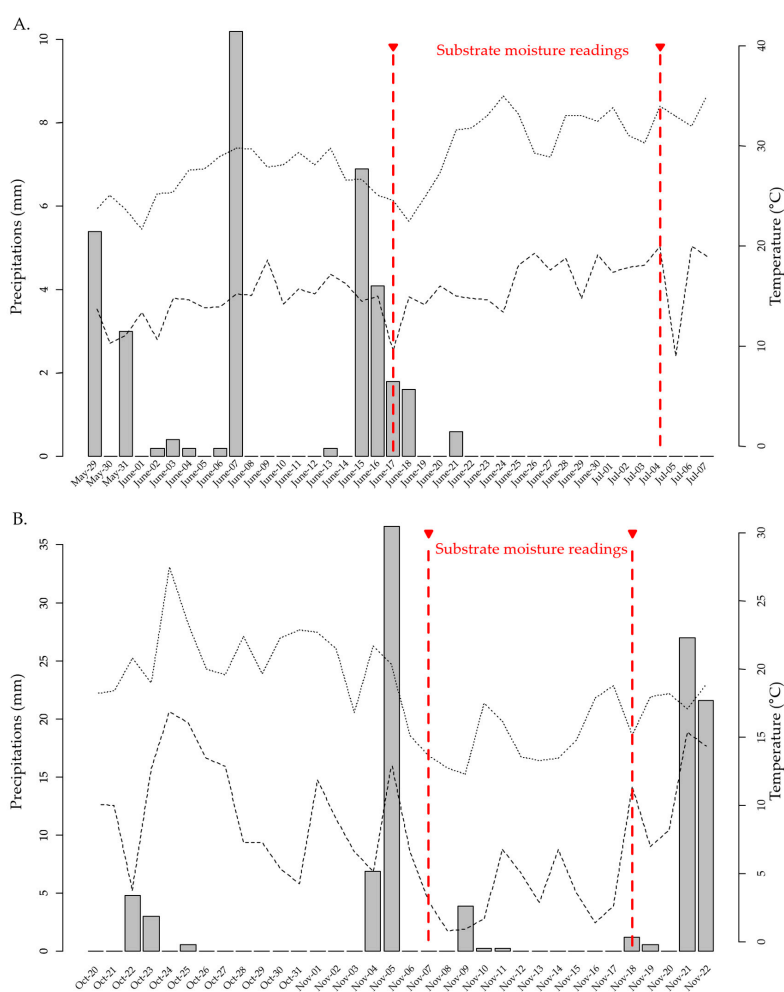 A.
Substrate moisture readings
Precipitations (mm)
0
2
4
6
8
10
Temperature (°C)
0
10
20
30
40
May-29
May-30
May-31
June-01
June-02
June-03
June-04
June-05
June-06
June-07
June-08
June-09
June-10
June-11
June-12
June-13
June-14
June-15
June-16
June-17
June-18
June-19
June-20
June-21
June-22
June-23
June-24
June-25
June-26
June-27
June-28
June-29
June-30
Jul-01
Jul-02
Jul-03
Jul-04
Jul-05
Jul-06
Jul-07
B.
Substrate moisture readings
Precipitations (mm)
0
5
10
15
20
25
30
35
Temperature (°C)
0
5
10
15
20
25
30
Oct-20
Oct-21
Oct-22
Oct-23
Oct-24
Oct-25
Oct-26
Oct-27
Oct-28
Oct-29
Oct-30
Oct-31
Nov-01
Nov-02
Nov-03
Nov-04
Nov-05
Nov-06
Nov-07
Nov-08
Nov-09
Nov-10
Nov-11
Nov-12
Nov-13
Nov-14
Nov-15
Nov-16
Nov-17
Nov-18
Nov-19
Nov-20
Nov-21
Nov-22